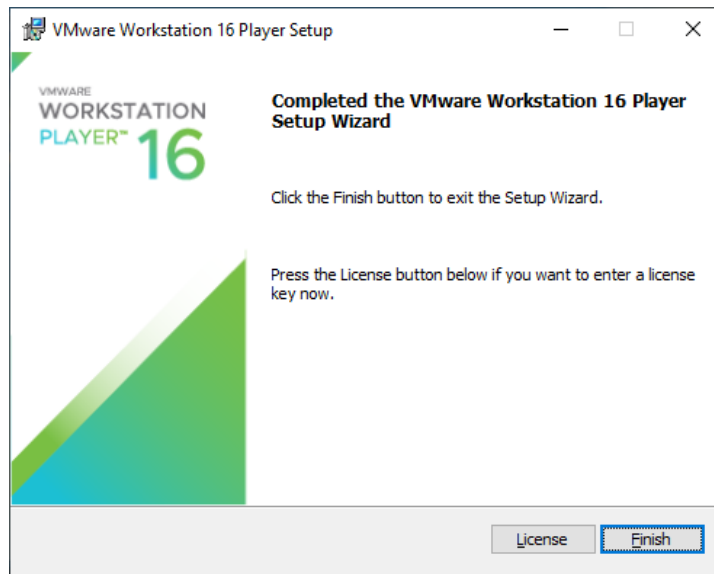 VMware Workstation 16 Player Setup
VMWARE
WORKSTATION
PLAYER™ 16
Completed the VMware Workstation 16 Player
Setup Wizard
Click the Finish button to exit the Setup Wizard.
Press the License button below if you want to enter a license
key now.
License
Finish